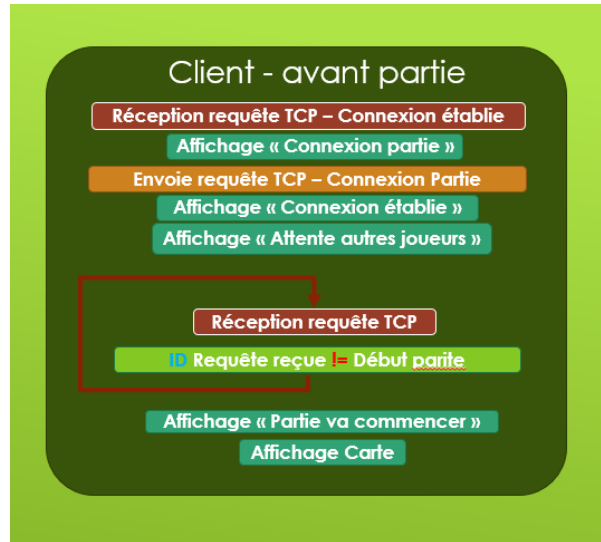 Client - avant partie
Réception requête TCP – Connexion établie
Affichage « Connexion partie »
Envoie requête TCP – Connexion Partie
Affichage « Connexion établie »
Affichage « Attente autres joueurs »
Réception requête TCP
ID Requête reçue != Début parite
Affichage « Partie va commencer »
Affichage Carte